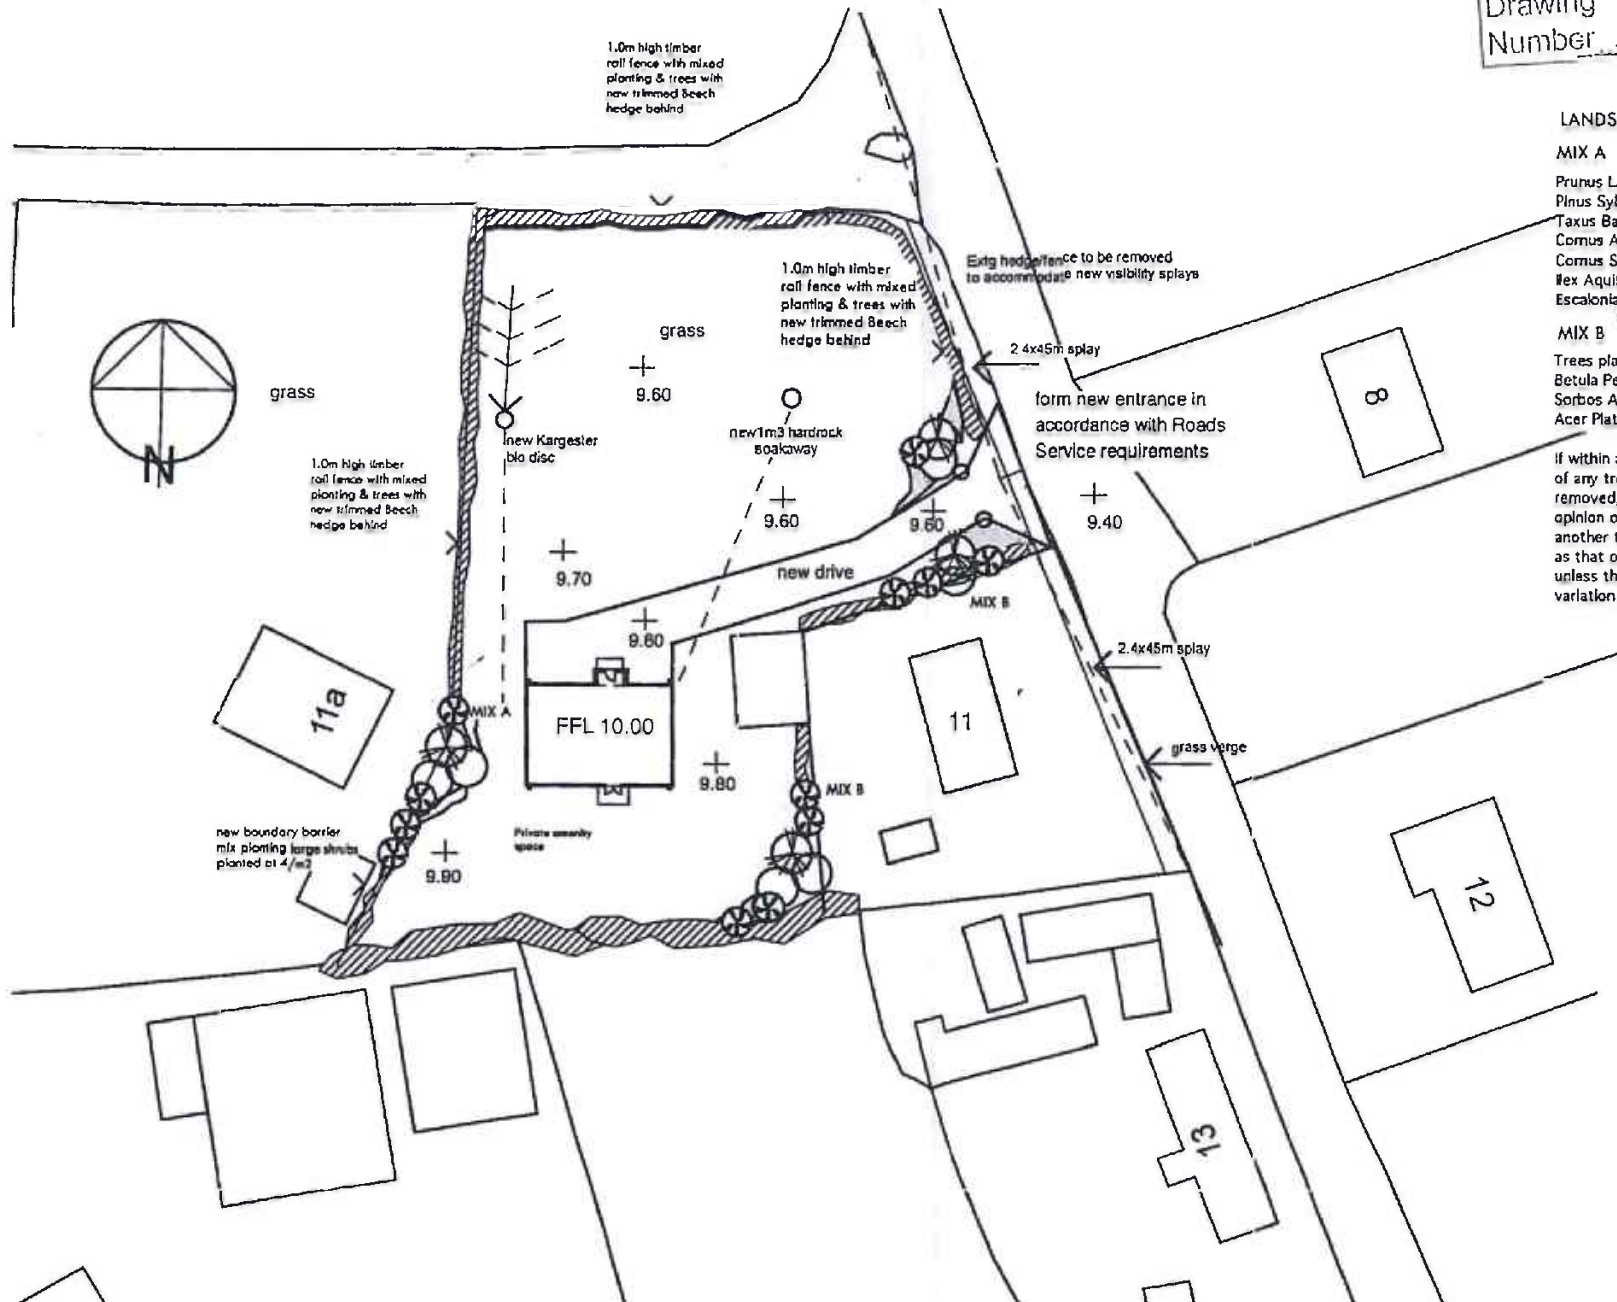 Drawing
Number
1.0m high timber
rail fence with mixed
planting & trees with
new trimmed Beech
hedge behind
LANDS
MIX A
Prunus L
Pinus Syl
Taxus Ba
Cornus A
Cornus S
Ilex Aqui
Escalonia
MIX B
Trees pla
Betula Pe
Sorbos A
Acer Plat
If within a
of any tre
removed,
opinion o
another t
as that o
unless th
variation
Extg hedge/fence to be removed
to accommodate new visibility splays
1.0m high timber
rail fence with mixed
planting & trees with
new trimmed Beech
hedge behind
grass
9.60
2.4x45m splay
form new entrance in
accordance with Roads
Service requirements
8
grass
N
new Kargester
bio disc
new1m3 hardrock
soakaway
1.0m high timber
rail fence with mixed
planting & trees with
new trimmed Beech
hedge behind
9.60
9.60
9.40
9.70
new drive
MIX B
9.60
2.4x45m splay
11a
MIX A
FFL 10.00
11
grass verge
9.80
MIX B
new boundary barrier
mix planting large shrubs
planted at 4/m2
Private amenity
space
9.90
12
13